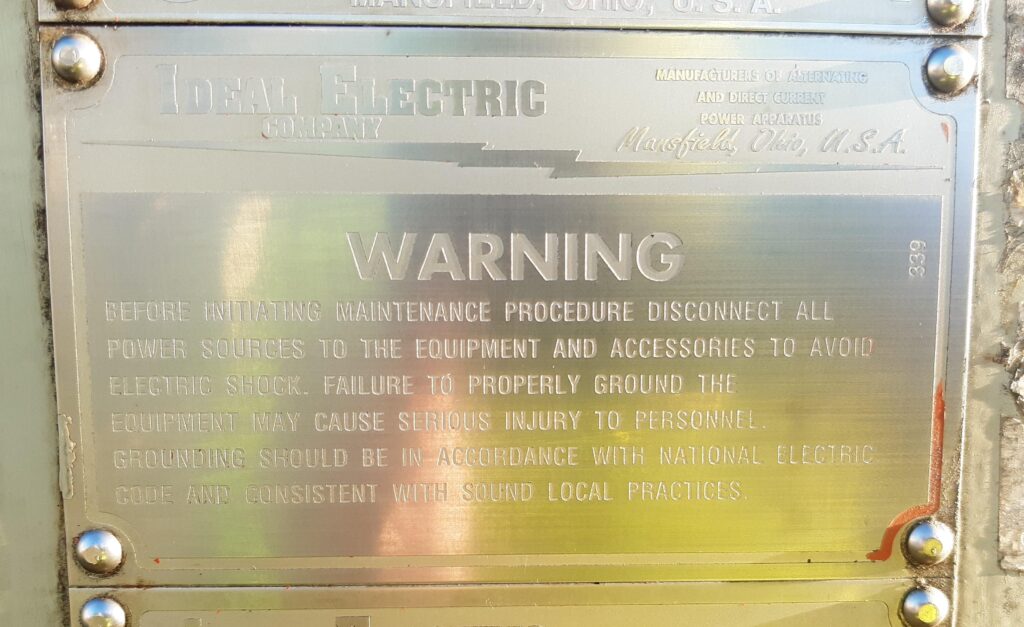 MANSFIELD, OHIO, U.S.A.
IDEAL ELECTRIC
COMPANY
MANUFACTURERS OF ALTERNATING
AND DIRECT CURRENT
POWER APPARATUS
Mansfield, Ohio, U.S.A.
WARNING
339
BEFORE INITIATING MAINTENANCE PROCEDURE DISCONNECT ALL
POWER SOURCES TO THE EQUIPMENT AND ACCESSORIES TO AVOID
ELECTRIC SHOCK. FAILURE TO PROPERLY GROUND THE
EQUIPMENT MAY CAUSE SERIOUS INJURY TO PERSONNEL.
GROUNDING SHOULD BE IN ACCORDANCE WITH NATIONAL ELECTRIC
CODE AND CONSISTENT WITH SOUND LOCAL PRACTICES.